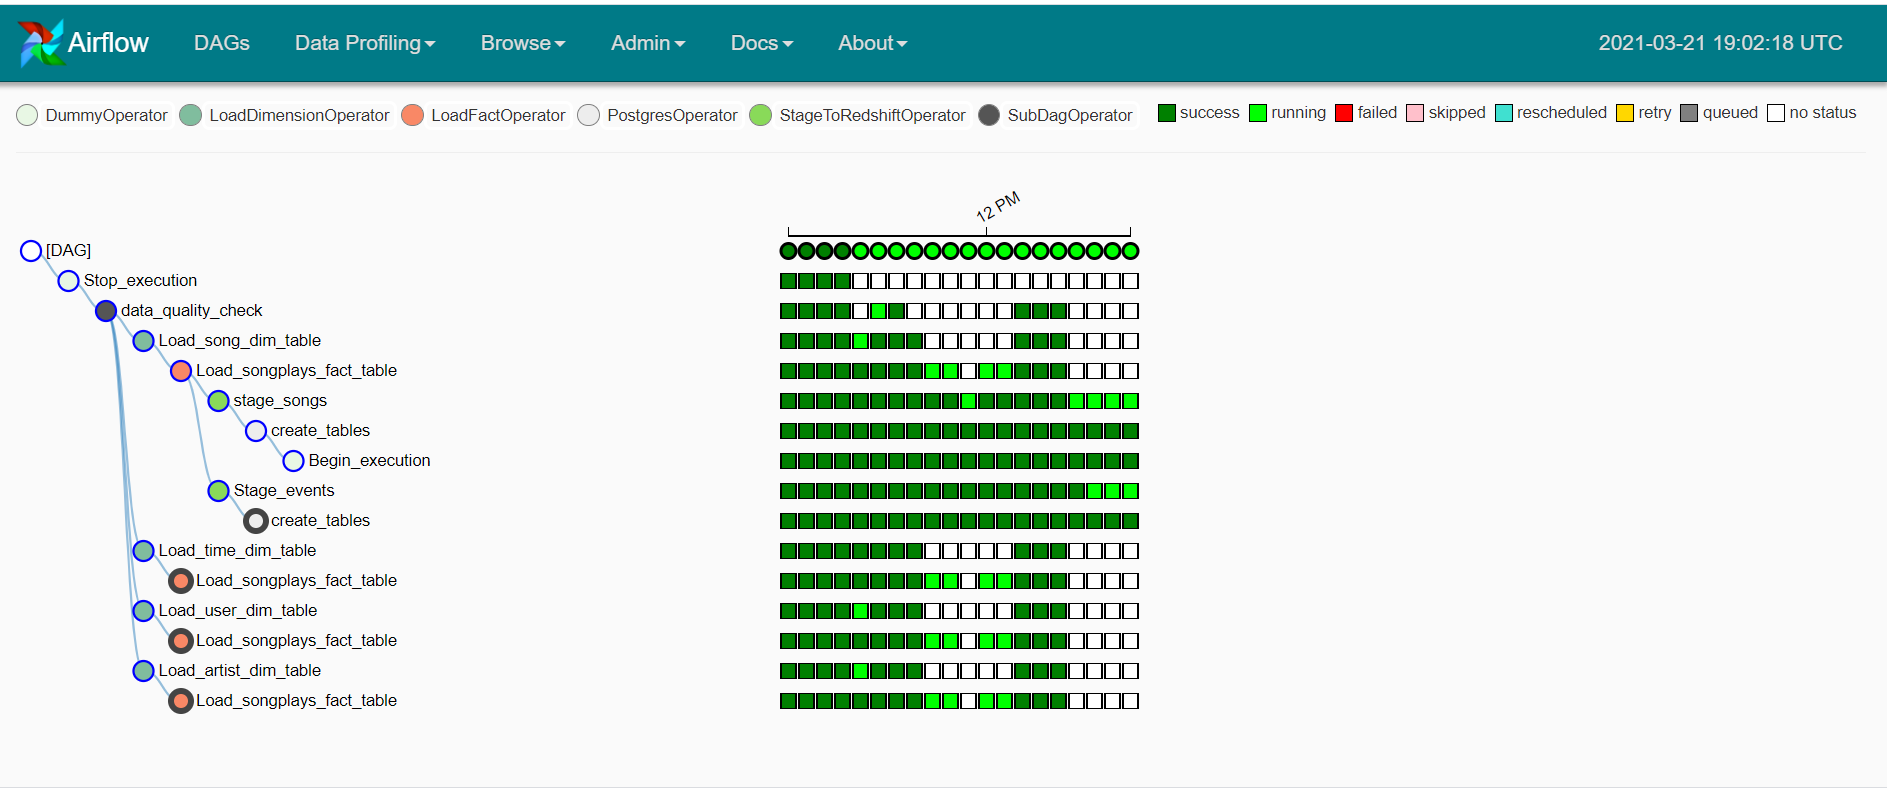 Airflow DAGs Data Profiling Browse Admin Docs About 2021-03-21 19:02:18 UTC
DummyOperator LoadDimensionOperator LoadFactOperator PostgresOperator StageToRedshiftOperator SubDagOperator success running failed skipped rescheduled retry queued no status
12 PM
[DAG]
Stop_execution
data_quality_check
Load_song_dim_table
Load_songplays_fact_table
stage_songs
create_tables
Begin_execution
Stage_events
create_tables
Load_time_dim_table
Load_songplays_fact_table
Load_user_dim_table
Load_songplays_fact_table
Load_artist_dim_table
Load_songplays_fact_table